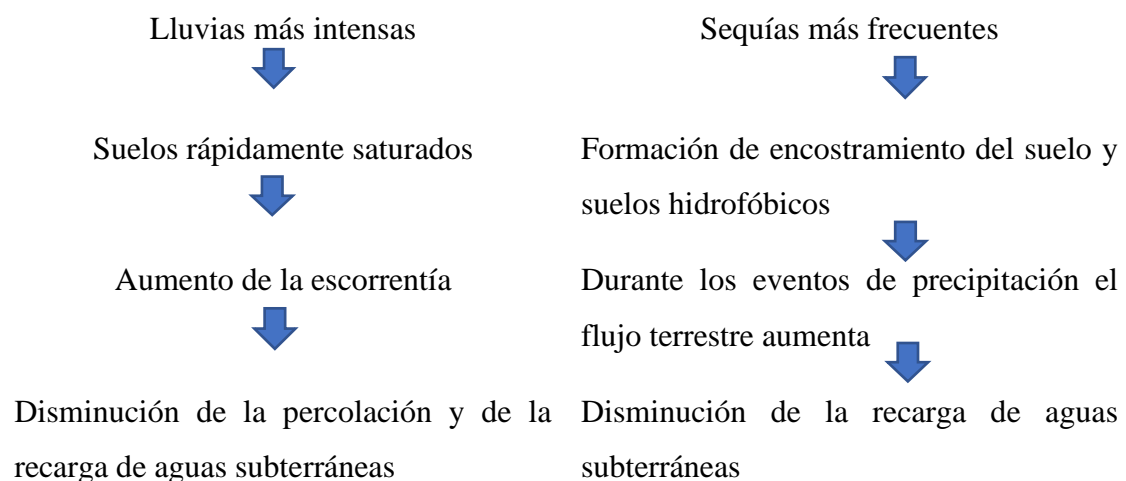 Lluvias más intensas
Suelos rápidamente saturados
Aumento de la escorrentía
Disminución de la percolación y de la
recarga de aguas subterráneas
Sequías más frecuentes
Formación de encostramiento del suelo y
suelos hidrofóbicos
Durante los eventos de precipitación el
flujo terrestre aumenta
Disminución de la recarga de aguas
subterráneas